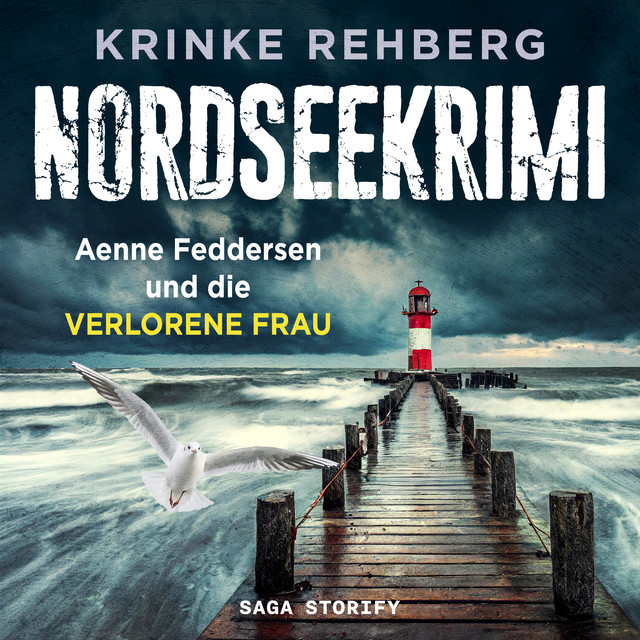 KRINKE REHBERG
NORDSEEKRIMI
Aenne Feddersen
und die
VERLORENE FRAU
SAGA STORIFY